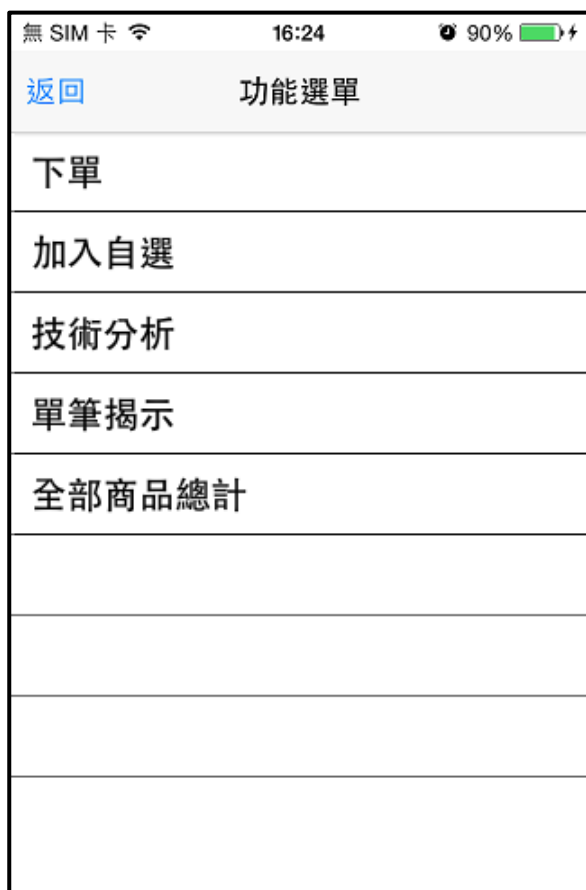 無 SIM 卡 16:24 90%
返回 功能選單
下單
加入自選
技術分析
單筆揭示
全部商品總計